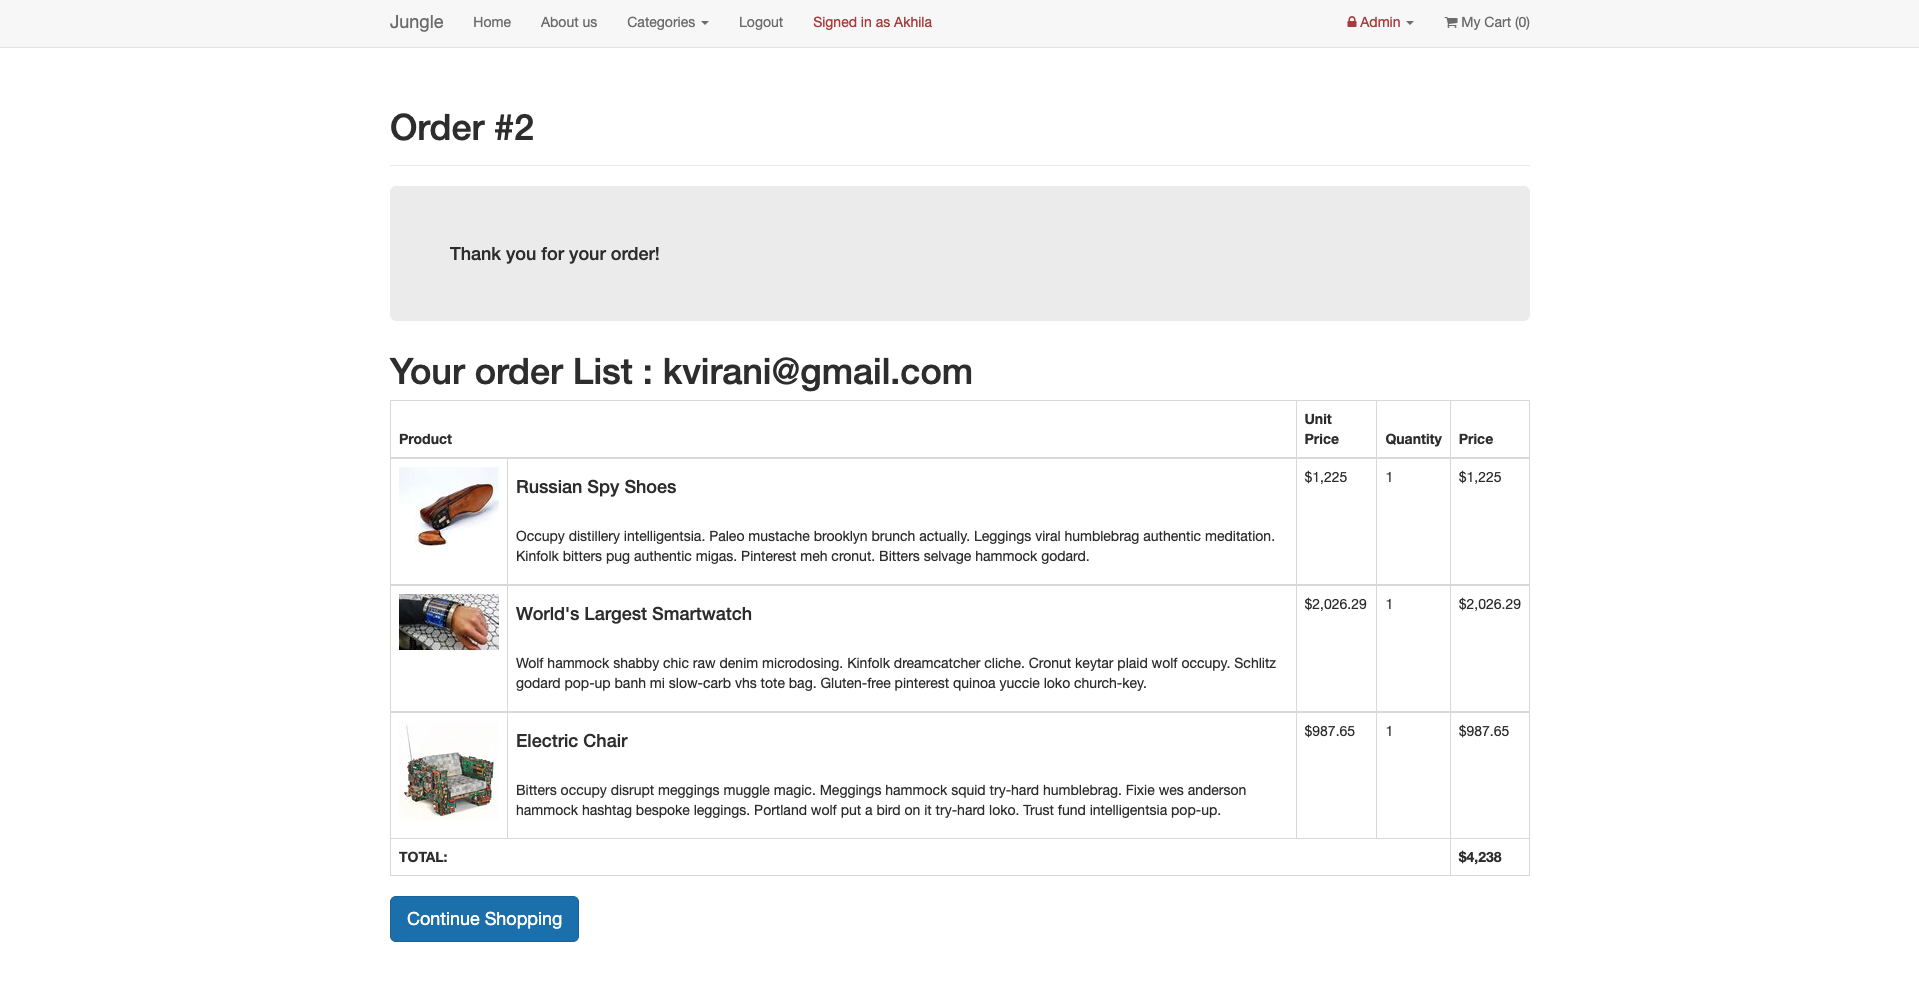 Jungle Home About us Categories Logout Signed in as Akhila Admin My Cart (0)
Order #2
Thank you for your order!
Your order List : kvirani@gmail.com
Product Unit Price Quantity Price
Russian Spy Shoes $1,225 1 $1,225
Occupy distillery intelligentsia. Paleo mustache brooklyn brunch actually. Leggings viral humblebrag authentic meditation.
Kinfolk bitters pug authentic migas. Pinterest meh cronut. Bitters selvage hammock godard.
World's Largest Smartwatch $2,026.29 1 $2,026.29
Wolf hammock shabby chic raw denim microdosing. Kinfolk dreamcatcher cliche. Cronut keytar plaid wolf occupy. Schlitz
godard pop-up banh mi slow-carb vhs tote bag. Gluten-free pinterest quinoa yuccie loko church-key.
Electric Chair $987.65 1 $987.65
Bitters occupy disrupt meggings muggle magic. Meggings hammock squid try-hard humblebrag. Fixie wes anderson
hammock hashtag bespoke leggings. Portland wolf put a bird on it try-hard loko. Trust fund intelligentsia pop-up.
TOTAL: $4,238
Continue Shopping